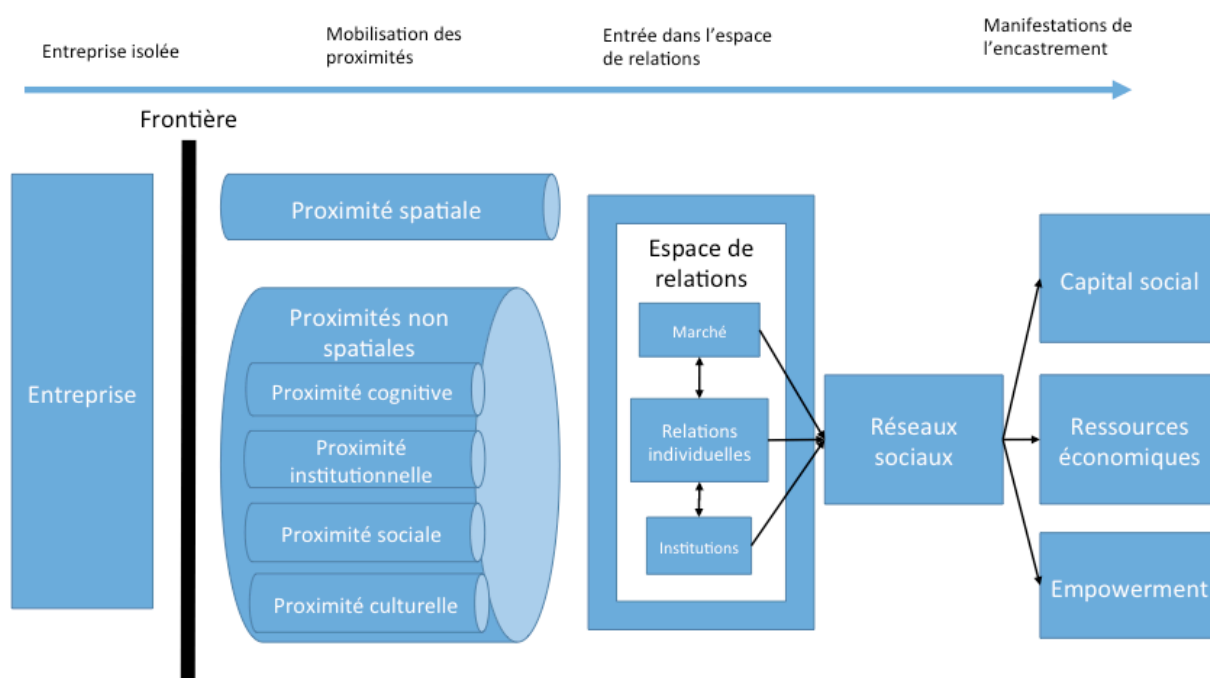 Entreprise isolée
Mobilisation des
proximités
Entrée dans l'espace
de relations
Manifestations de
l'encastrement
Frontière
Entreprise
Proximité spatiale
Proximités non
spatiales
Proximité cognitive
Proximité
institutionnelle
Proximité sociale
Proximité culturelle
Espace de
relations
Marché
Relations
individuelles
Institutions
Réseaux
sociaux
Capital social
Ressources
économiques
Empowerment